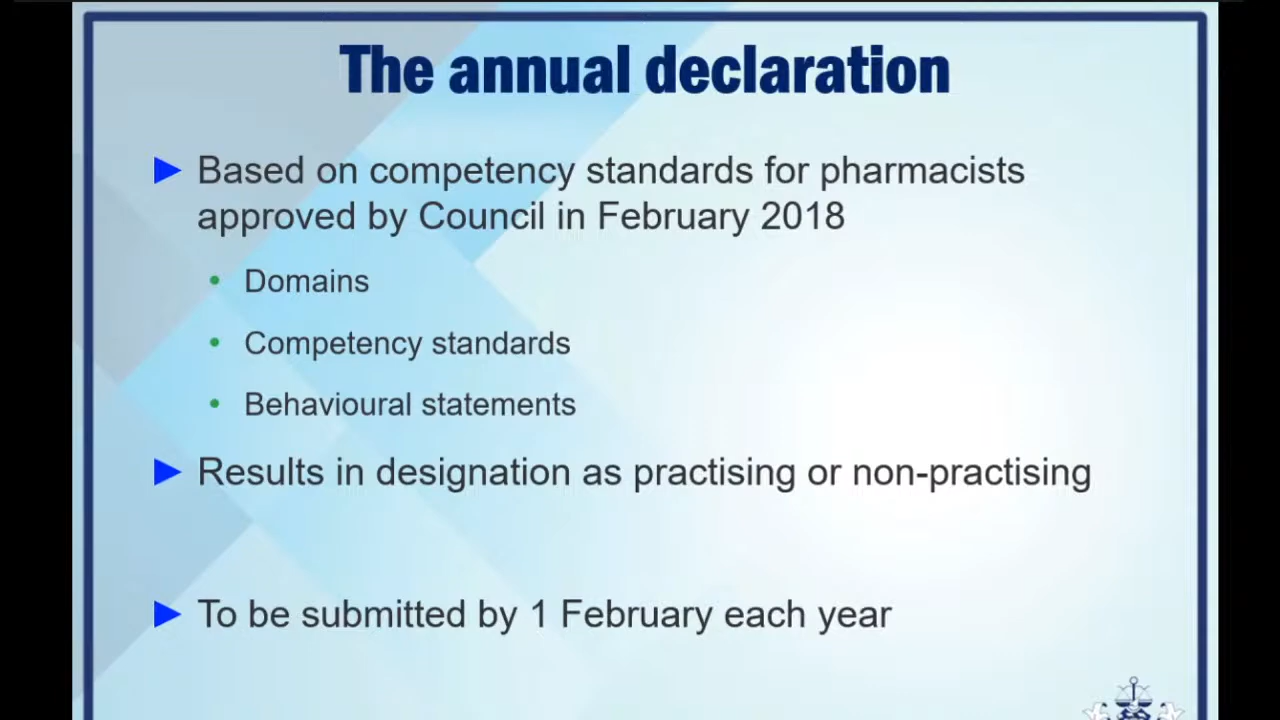 The annual declaration
Based on competency standards for pharmacists
approved by Council in February 2018
Domains
Competency standards
Behavioural statements
Results in designation as practising or non-practising
To be submitted by 1 February each year